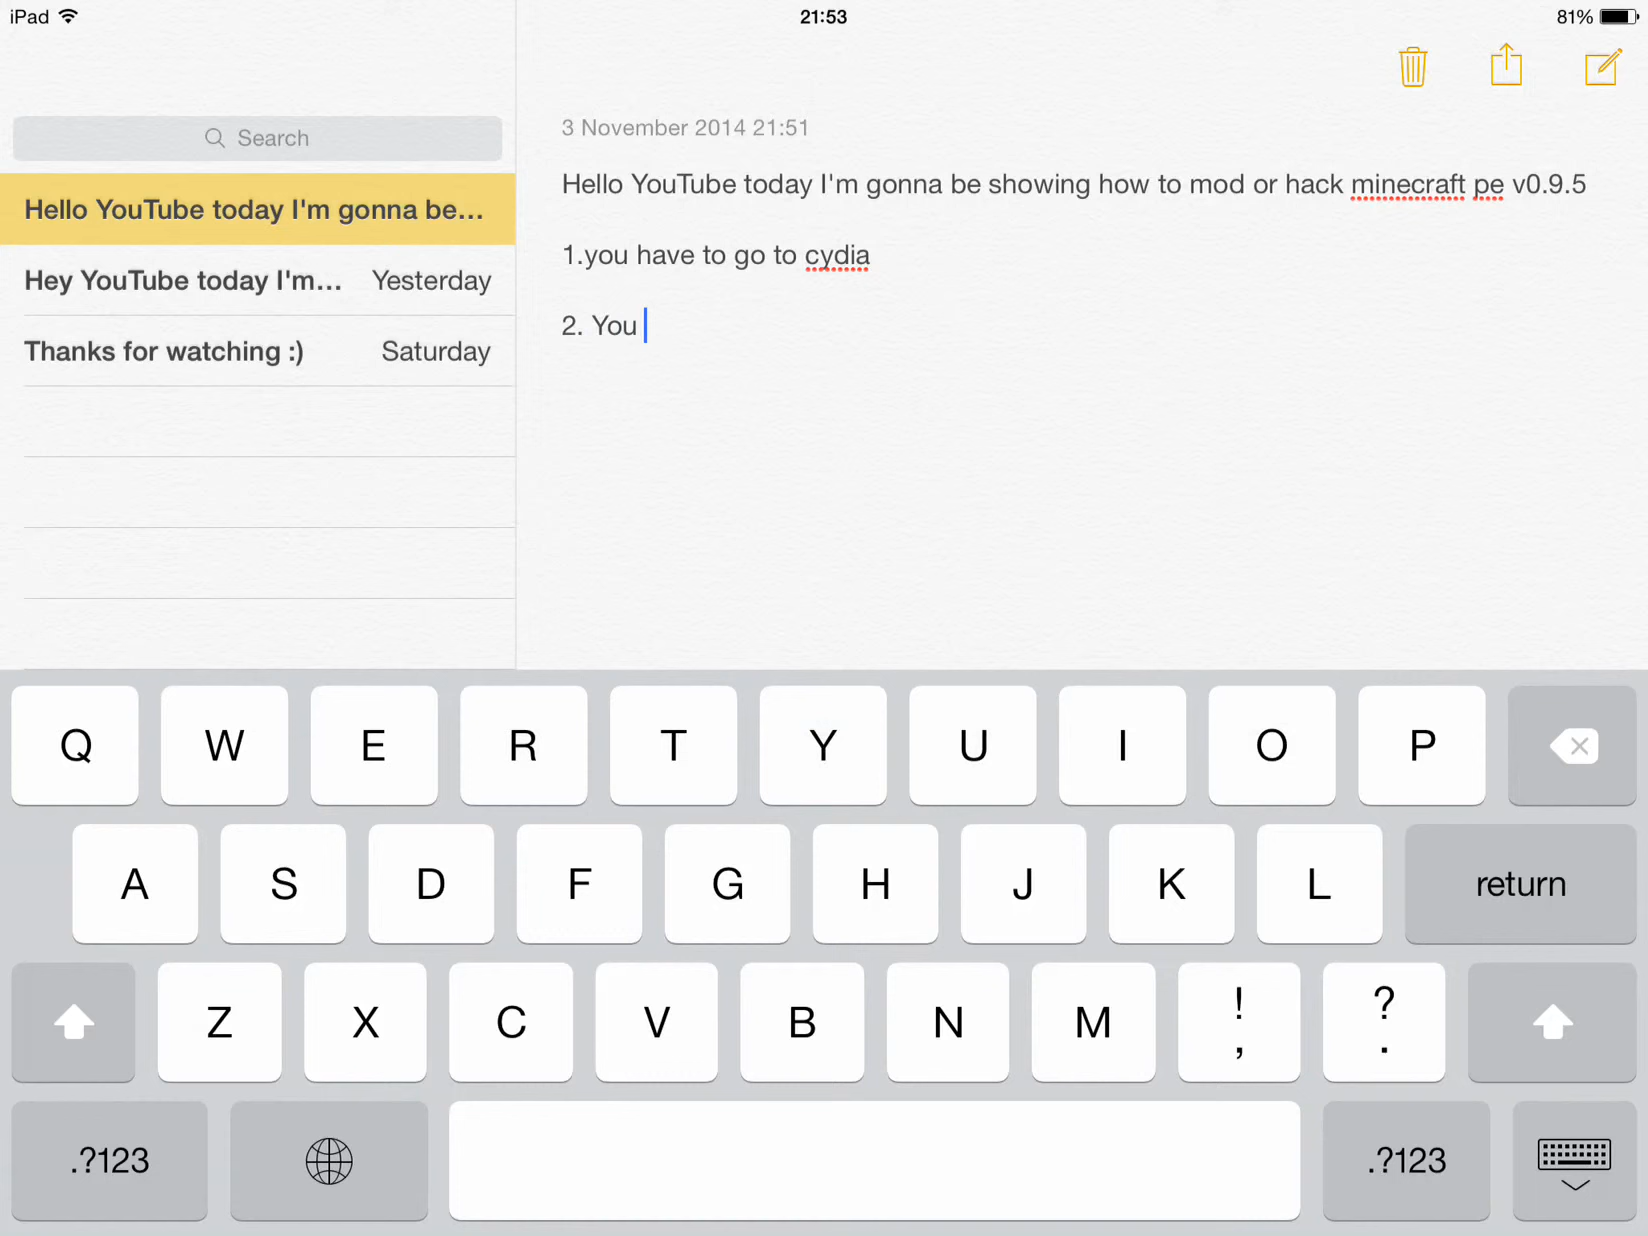 iPad 21:53 81%
Search
Hello YouTube today I'm gonna be...
Hey YouTube today I'm... Yesterday
Thanks for watching :) Saturday
3 November 2014 21:51
Hello YouTube today I'm gonna be showing how to mod or hack minecraft pe v0.9.5
1.you have to go to cydia
2. You
Q W E R T Y U I O P
A S D F G H J K L return
Z X C V B N M ! , ? .
.?123 .?123